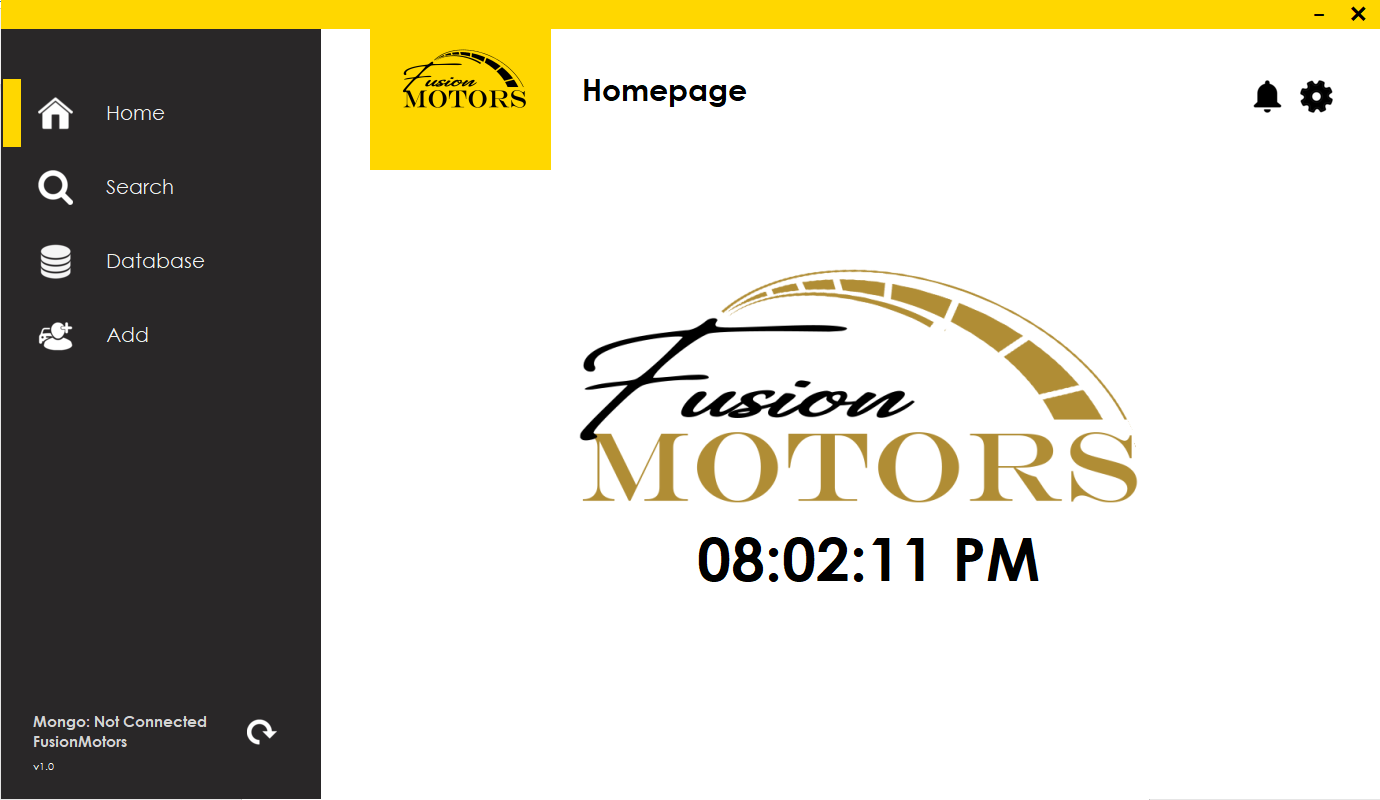 Fusion
MOTORS
Homepage
Home
Search
Database
Add
Fusion
MOTORS
08:02:11 PM
Mongo: Not Connected
FusionMotors
v1.0